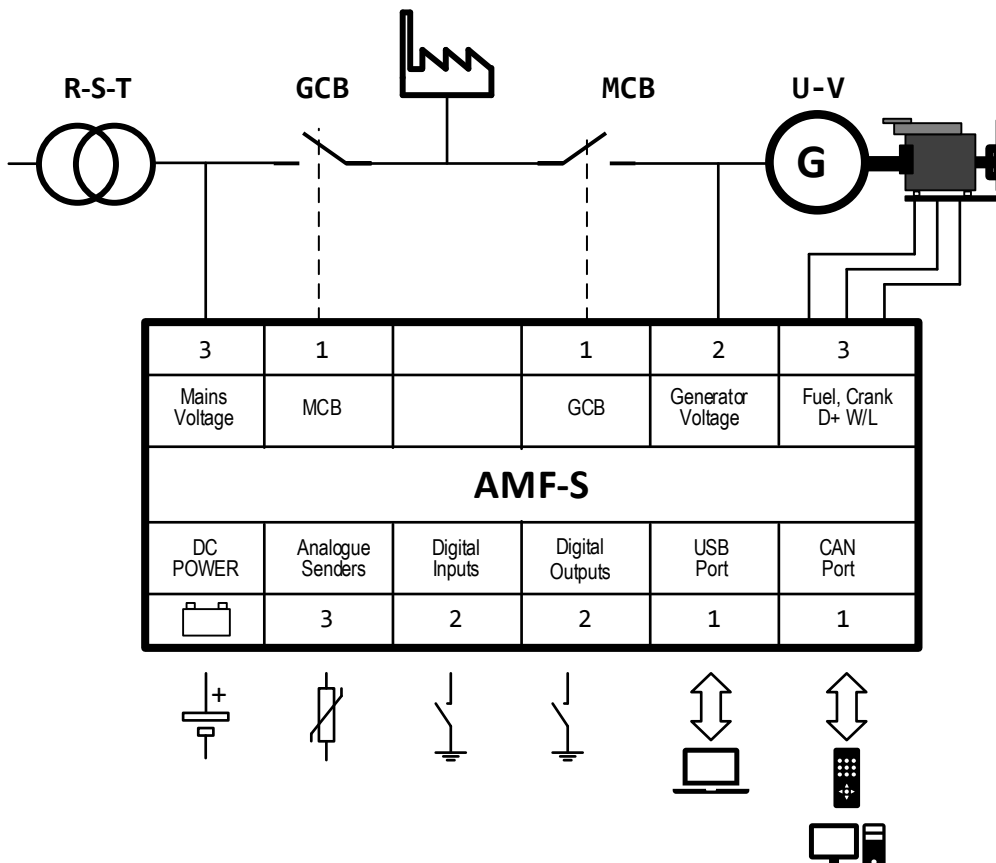 R-S-T GCB MCB U-V
G
3 1 1 2 3
Mains
Voltage
MCB
GCB
Generator
Voltage
Fuel, Crank
D+ W/L
AMF-S
DC
POWER
Analogue
Senders
Digital
Inputs
Digital
Outputs
USB
Port
CAN
Port
3 2 2 1 1
+